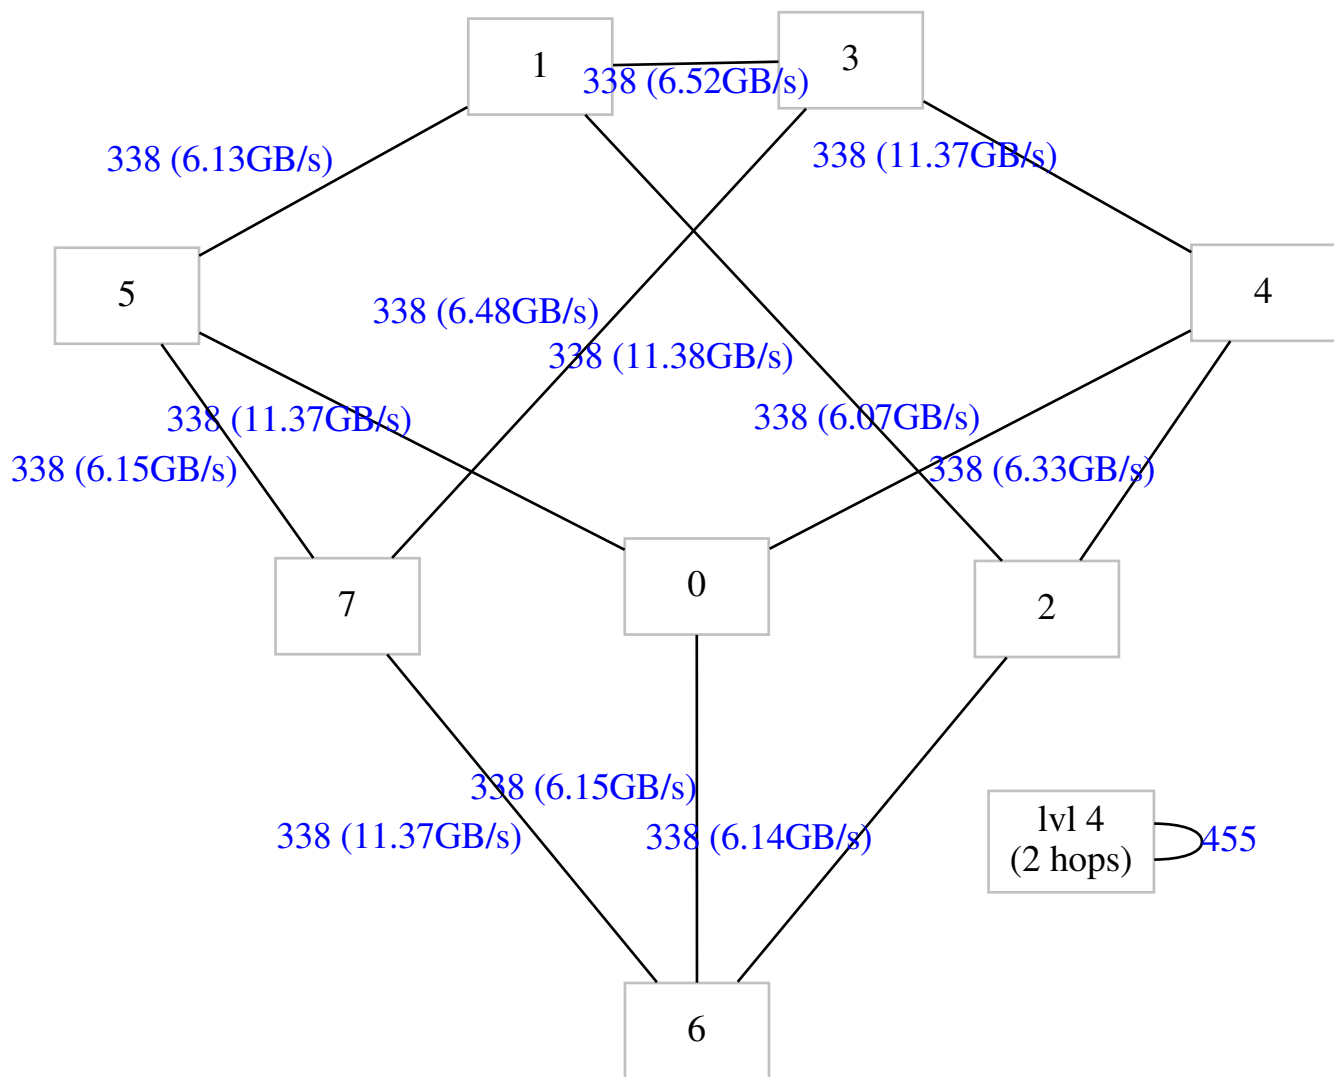 1
3
338 (6.52GB/s)
338 (6.13GB/s)
338 (11.37GB/s)
5
4
338 (6.48GB/s)
338 (11.38GB/s)
338 (11.37GB/s)
338 (6.07GB/s)
338 (6.15GB/s)
338 (6.33GB/s)
7
0
2
338 (6.15GB/s)
338 (11.37GB/s)
338 (6.14GB/s)
lvl 4
(2 hops)
455
6